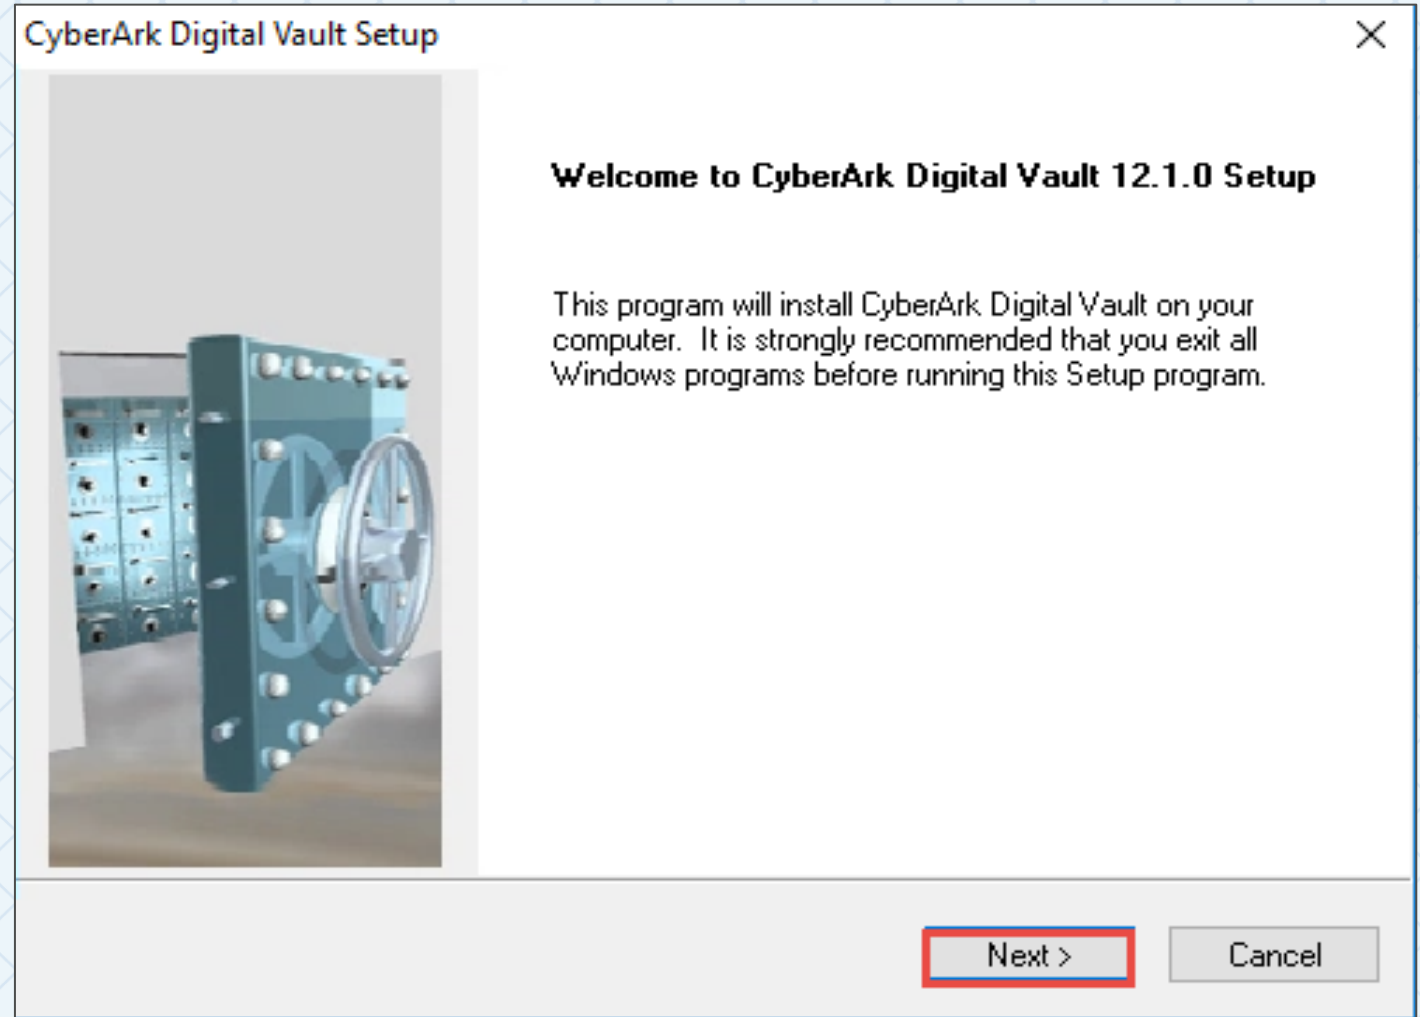 CyberArk Digital Vault Setup
Welcome to CyberArk Digital Vault 12.1.0 Setup
This program will install CyberArk Digital Vault on your
computer.  It is strongly recommended that you exit all
Windows programs before running this Setup program.
Next >
Cancel